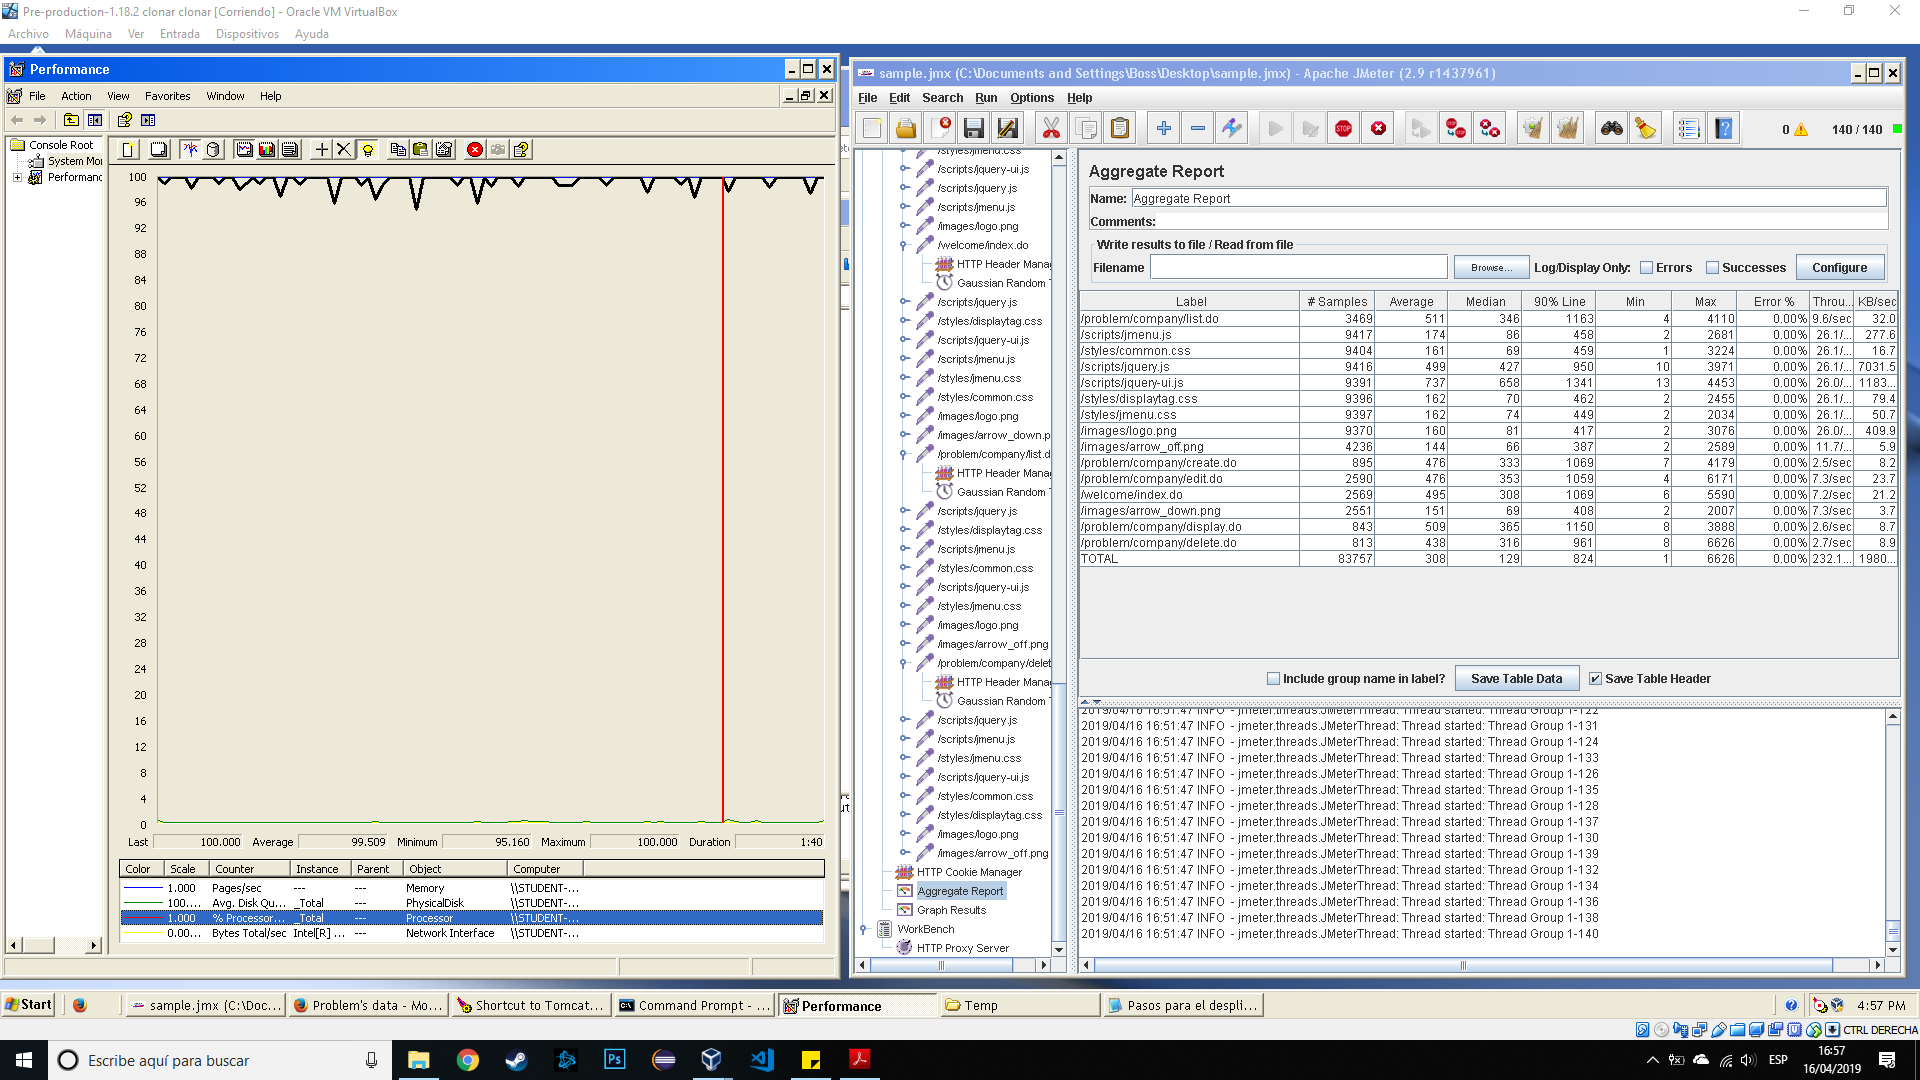 Pre-production-1.18.2 clonar clonar [Corriendo] - Oracle VM VirtualBox
Archivo Máquina Ver Entrada Dispositivos Ayuda
Performance
File Action View Favorites Window Help
Console Root
System Mo
Performanc
100
96
92
88
84
80
76
72
68
64
60
56
52
48
44
40
36
32
28
24
20
16
12
8
4
0
Last 100.000 Average 99.509 Minimum 95.160 Maximum 100.000 Duration 1:40
Color Scale Counter Instance Parent Object Computer
1.000 Pages/sec --- --- Memory \\STUDENT-...
100.... Avg. Disk Qu... _Total --- PhysicalDisk \\STUDENT-...
1.000 % Processor... _Total --- Processor \\STUDENT-...
0.00... Bytes Total/sec Intel[R] ... --- Network Interface \\STUDENT-...
sample.jmx (C:\Documents and Settings\Boss\Desktop\sample.jmx) - Apache JMeter (2.9 r1437961)
File Edit Search Run Options Help
0 140 / 140
/styles/jmenu.css
/scripts/jquery-ui.js
/scripts/jquery.js
/scripts/jmenu.js
/images/logo.png
/welcome/index.do
HTTP Header Mana
Gaussian Random T
/scripts/jquery.js
/styles/displaytag.css
/scripts/jquery-ui.js
/scripts/jmenu.js
/styles/jmenu.css
/styles/common.css
/images/logo.png
/images/arrow_down.p
/problem/company/list.d
HTTP Header Mana
Gaussian Random T
/scripts/jquery.js
/styles/displaytag.css
/scripts/jmenu.js
/styles/common.css
/scripts/jquery-ui.js
/styles/jmenu.css
/images/logo.png
/images/arrow_off.png
/problem/company/delet
HTTP Header Mana
Gaussian Random T
/scripts/jquery.js
/scripts/jmenu.js
/styles/jmenu.css
/scripts/jquery-ui.js
/styles/common.css
/styles/displaytag.css
/images/logo.png
/images/arrow_off.png
HTTP Cookie Manager
Aggregate Report
Graph Results
WorkBench
HTTP Proxy Server
Aggregate Report
Name: Aggregate Report
Comments:
Write results to file / Read from file
Filename Browse... Log/Display Only: Errors Successes Configure
Label # Samples Average Median 90% Line Min Max Error % Throu... KB/sec
/problem/company/list.do 3469 511 346 1163 4 4110 0.00% 9.6/sec 32.0
/scripts/jmenu.js 9417 174 86 458 2 2681 0.00% 26.1/... 277.6
/styles/common.css 9404 161 69 459 1 3224 0.00% 26.1/... 16.7
/scripts/jquery.js 9416 499 427 950 10 3971 0.00% 26.1/... 7031.5
/scripts/jquery-ui.js 9391 737 658 1341 13 4453 0.00% 26.0/... 1183...
/styles/displaytag.css 9396 162 70 462 2 2455 0.00% 26.1/... 79.4
/styles/jmenu.css 9397 162 74 449 2 2034 0.00% 26.1/... 50.7
/images/logo.png 9370 160 81 417 2 3076 0.00% 26.0/... 409.9
/images/arrow_off.png 4236 144 66 387 2 2589 0.00% 11.7/... 5.9
/problem/company/create.do 895 476 333 1069 7 4179 0.00% 2.5/sec 8.2
/problem/company/edit.do 2590 476 353 1059 4 6171 0.00% 7.3/sec 23.7
/welcome/index.do 2569 495 308 1069 6 5590 0.00% 7.2/sec 21.2
/images/arrow_down.png 2551 151 69 408 2 2007 0.00% 7.3/sec 3.7
/problem/company/display.do 843 509 365 1150 8 3888 0.00% 2.6/sec 8.7
/problem/company/delete.do 813 438 316 961 8 6626 0.00% 2.7/sec 8.9
TOTAL 83757 308 129 824 1 6626 0.00% 232.1... 1980...
Include group name in label? Save Table Data Save Table Header
2019/04/16 16:51:47 INFO - jmeter.threads.JMeterThread: Thread started: Thread Group 1-122
2019/04/16 16:51:47 INFO - jmeter.threads.JMeterThread: Thread started: Thread Group 1-131
2019/04/16 16:51:47 INFO - jmeter.threads.JMeterThread: Thread started: Thread Group 1-124
2019/04/16 16:51:47 INFO - jmeter.threads.JMeterThread: Thread started: Thread Group 1-133
2019/04/16 16:51:47 INFO - jmeter.threads.JMeterThread: Thread started: Thread Group 1-126
2019/04/16 16:51:47 INFO - jmeter.threads.JMeterThread: Thread started: Thread Group 1-135
2019/04/16 16:51:47 INFO - jmeter.threads.JMeterThread: Thread started: Thread Group 1-128
2019/04/16 16:51:47 INFO - jmeter.threads.JMeterThread: Thread started: Thread Group 1-137
2019/04/16 16:51:47 INFO - jmeter.threads.JMeterThread: Thread started: Thread Group 1-130
2019/04/16 16:51:47 INFO - jmeter.threads.JMeterThread: Thread started: Thread Group 1-139
2019/04/16 16:51:47 INFO - jmeter.threads.JMeterThread: Thread started: Thread Group 1-132
2019/04/16 16:51:47 INFO - jmeter.threads.JMeterThread: Thread started: Thread Group 1-134
2019/04/16 16:51:47 INFO - jmeter.threads.JMeterThread: Thread started: Thread Group 1-136
2019/04/16 16:51:47 INFO - jmeter.threads.JMeterThread: Thread started: Thread Group 1-138
2019/04/16 16:51:47 INFO - jmeter.threads.JMeterThread: Thread started: Thread Group 1-140
Start sample.jmx (C:\Doc... Problem's data - Mo... Shortcut to Tomcat... Command Prompt - ... Performance Temp Pasos para el despli... 4:57 PM
CTRL DERECHA
Escribe aquí para buscar
ESP
16:57
16/04/2019